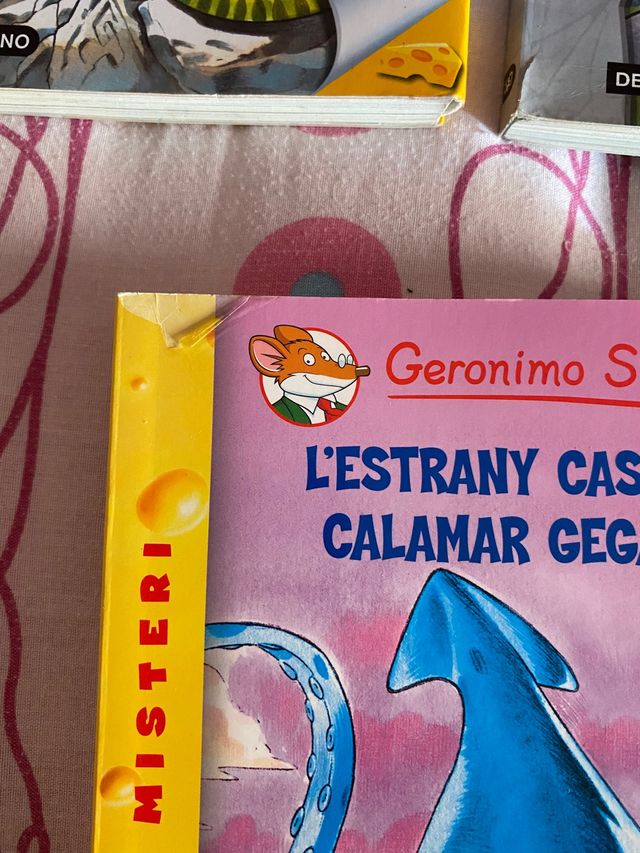 NO
DE
Geronimo S
L'ESTRANY CAS
CALAMAR GEGA
MISTERI